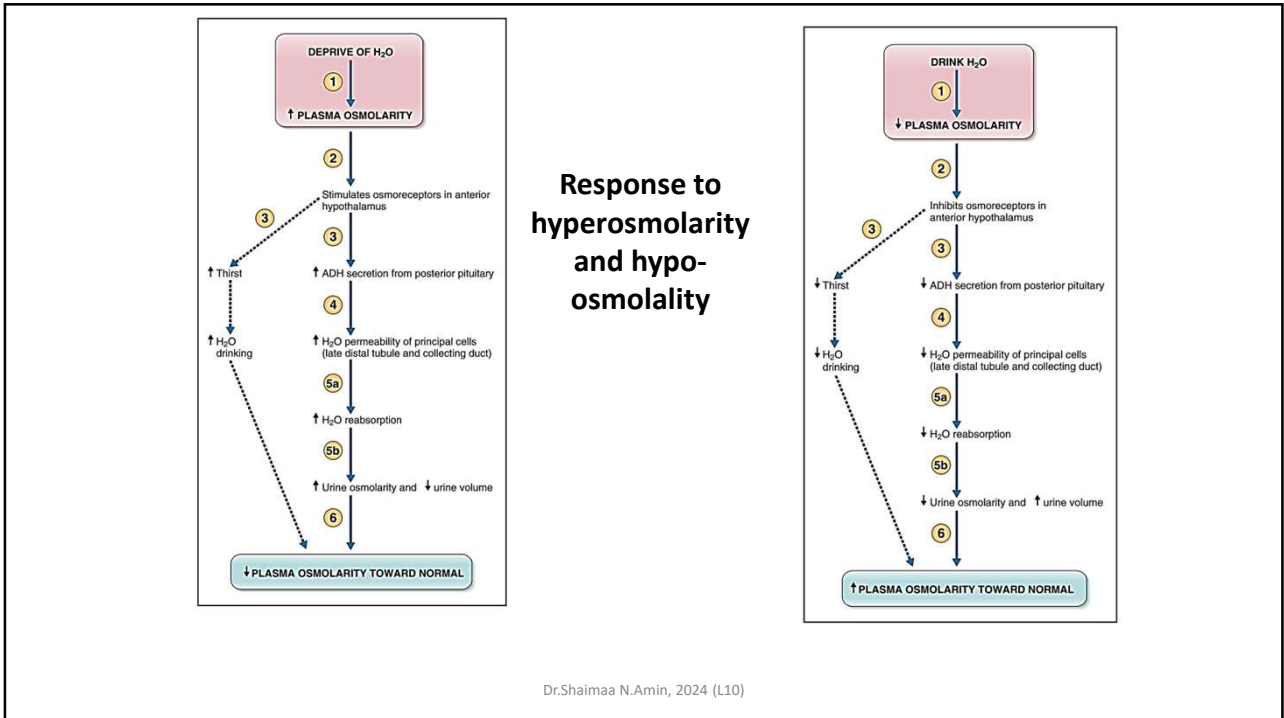 DEPRIVE OF H₂O
1
↑ PLASMA OSMOLARITY
2
Stimulates osmoreceptors in anterior
hypothalamus
3
3
↑ Thirst
↑ ADH secretion from posterior pituitary
4
↑ H₂O
drinking
↑ H₂O permeability of principal cells
(late distal tubule and collecting duct)
5a
↑ H₂O reabsorption
5b
↑ Urine osmolarity and ↓ urine volume
6
↓ PLASMA OSMOLARITY TOWARD NORMAL
Response to
hyperosmolarity
and hypo-
osmolality
DRINK H₂O
1
↓ PLASMA OSMOLARITY
2
Inhibits osmoreceptors in
anterior hypothalamus
3
3
↓ Thirst
↓ ADH secretion from posterior pituitary
4
↓ H₂O
drinking
↓ H₂O permeability of principal cells
(late distal tubule and collecting duct)
5a
↓ H₂O reabsorption
5b
↓ Urine osmolarity and ↑ urine volume
6
↑ PLASMA OSMOLARITY TOWARD NORMAL
Dr.Shaimaa N.Amin, 2024 (L10)